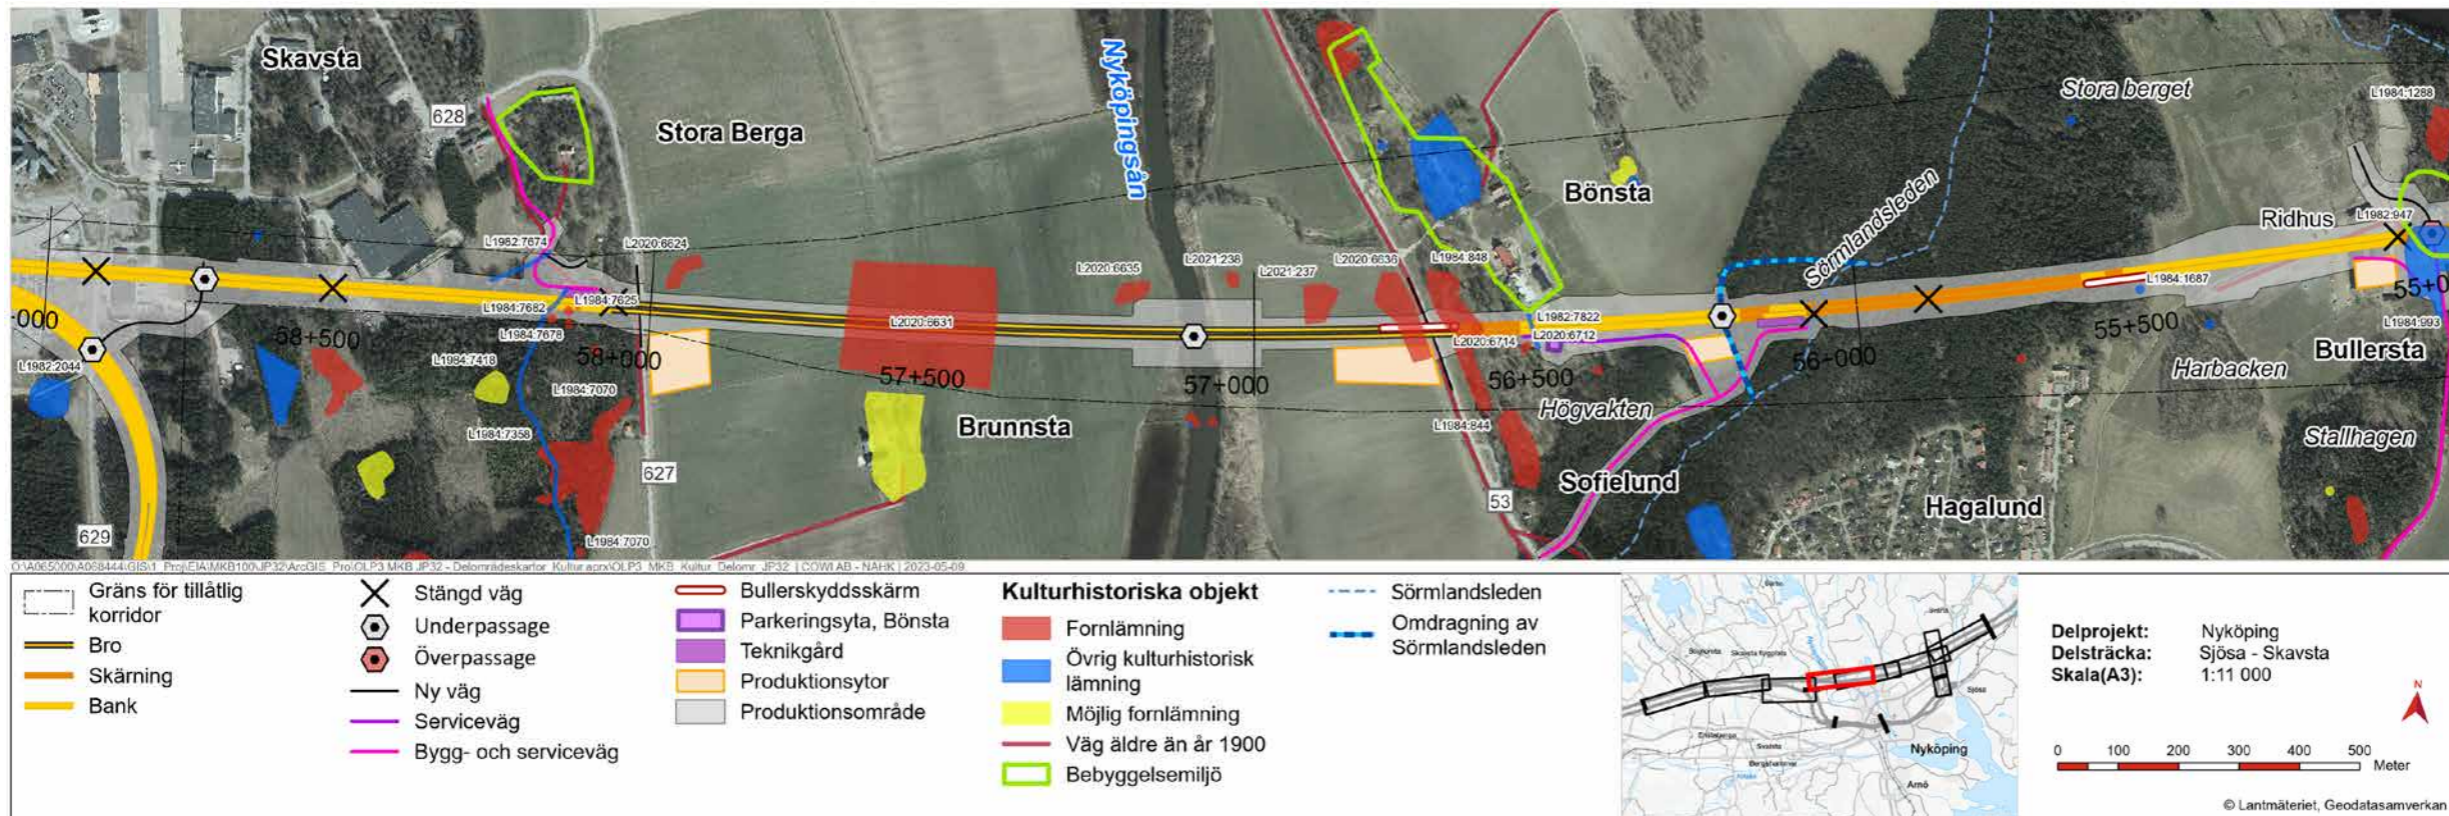 Skavsta
628
Stora Berga
Nyköpingsån
Bönsta
Stora berget
L1984:1288
Sörmlandsleden
Ridhus
L1982:947
L1982:7674
L2020:6624
L2020:6635
L2021:236
L2021:237
L2020:6636
L1984:848
L1984:1687
L1984:7682
L1984:7625
L2020:6631
L1982:7822
L1984:7678
L2020:6714
L2020:6712
L1984:993
-000
58+500
58+000
57+500
57+000
56+500
56+000
55+500
55+0
L1982:2044
L1984:7418
L1984:7070
L1984:7358
Brunnsta
Högvakten
L1984:844
Harbacken
Bullersta
Stallhagen
627
53
Sofielund
Hagalund
629
L1984:7070
Gräns för tillåtlig
korridor
Bro
Skärning
Bank
Stängd väg
Underpassage
Överpassage
Ny väg
Serviceväg
Bygg- och serviceväg
Bullerskyddsskärm
Parkeringsyta, Bönsta
Teknikgård
Produktionsytor
Produktionsområde
Kulturhistoriska objekt
Fornlämning
Övrig kulturhistorisk
lämning
Möjlig fornlämning
Väg äldre än år 1900
Bebyggelsemiljö
Sörmlandsleden
Omdragning av
Sörmlandsleden
Nyköping
Arnö
Sjösa
Delprojekt: Nyköping
Delsträcka: Sjösa - Skavsta
Skala(A3): 1:11 000
N
0 100 200 300 400 500
Meter
© Lantmäteriet, Geodatasamverkan